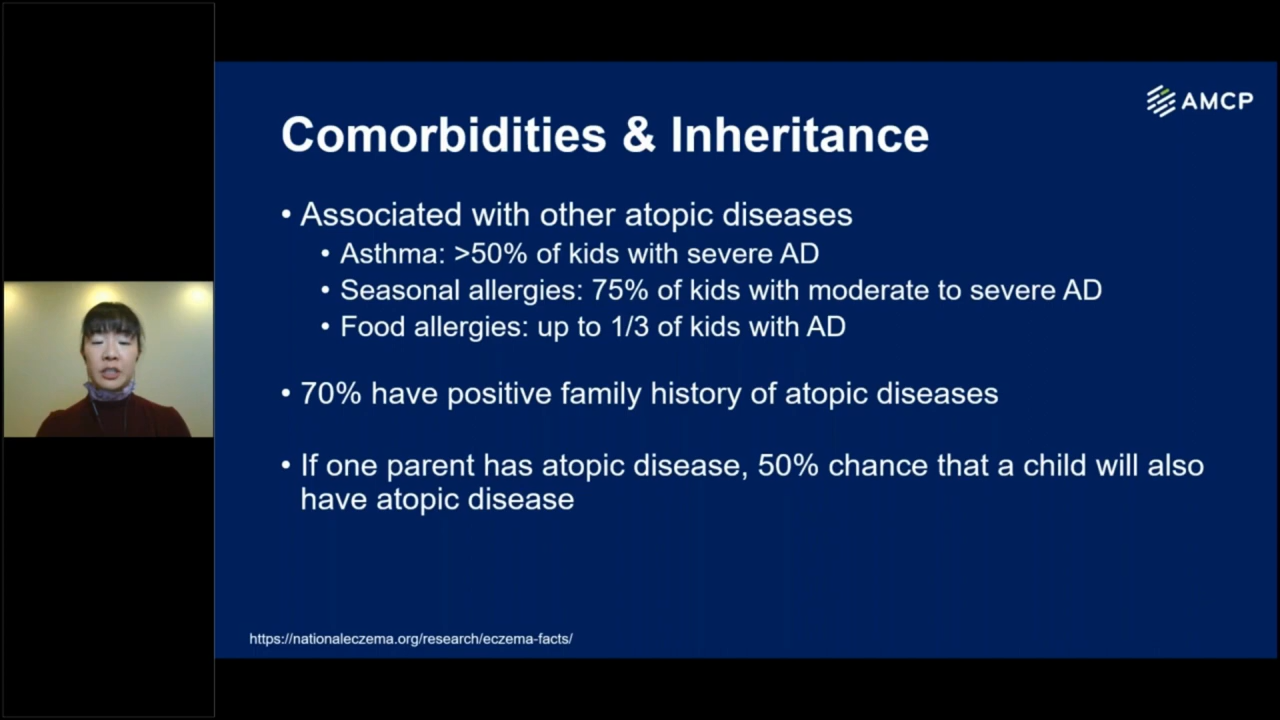 AMCP
Comorbidities & Inheritance
• Associated with other atopic diseases
• Asthma: >50% of kids with severe AD
• Seasonal allergies: 75% of kids with moderate to severe AD
• Food allergies: up to 1/3 of kids with AD
• 70% have positive family history of atopic diseases
• If one parent has atopic disease, 50% chance that a child will also
have atopic disease
https://nationaleczema.org/research/eczema-facts/